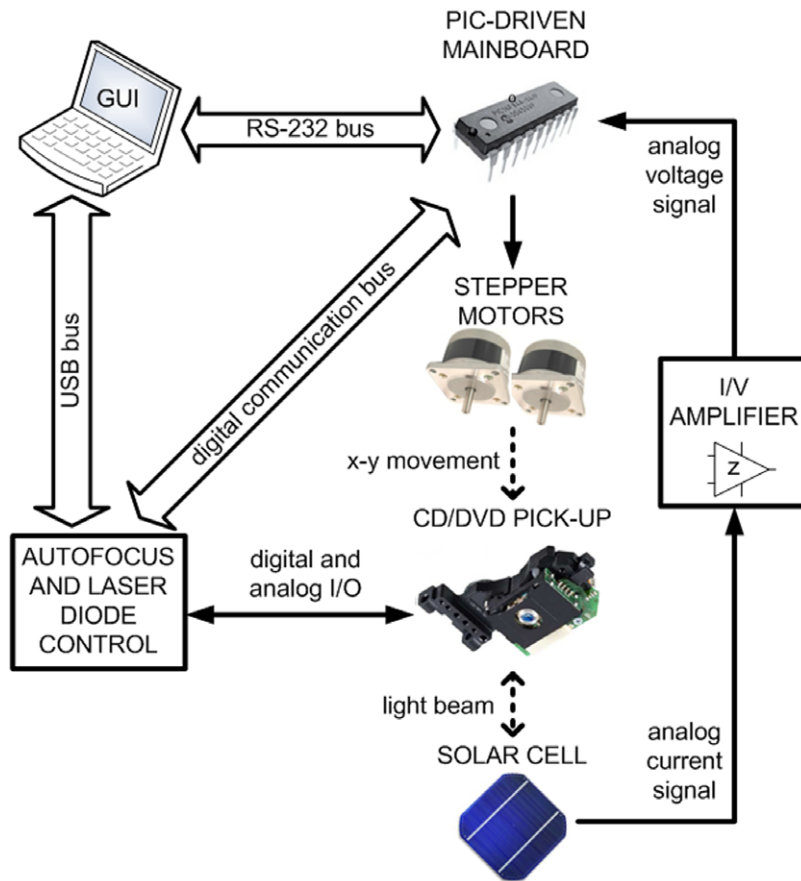 PIC-DRIVEN
MAINBOARD
GUI
RS-232 bus
analog
voltage
signal
USB bus
digital communication bus
STEPPER
MOTORS
I/V
AMPLIFIER
Z
x-y movement
CD/DVD PICK-UP
AUTOFOCUS
AND LASER
DIODE
CONTROL
digital and
analog I/O
light beam
analog
current
signal
SOLAR CELL